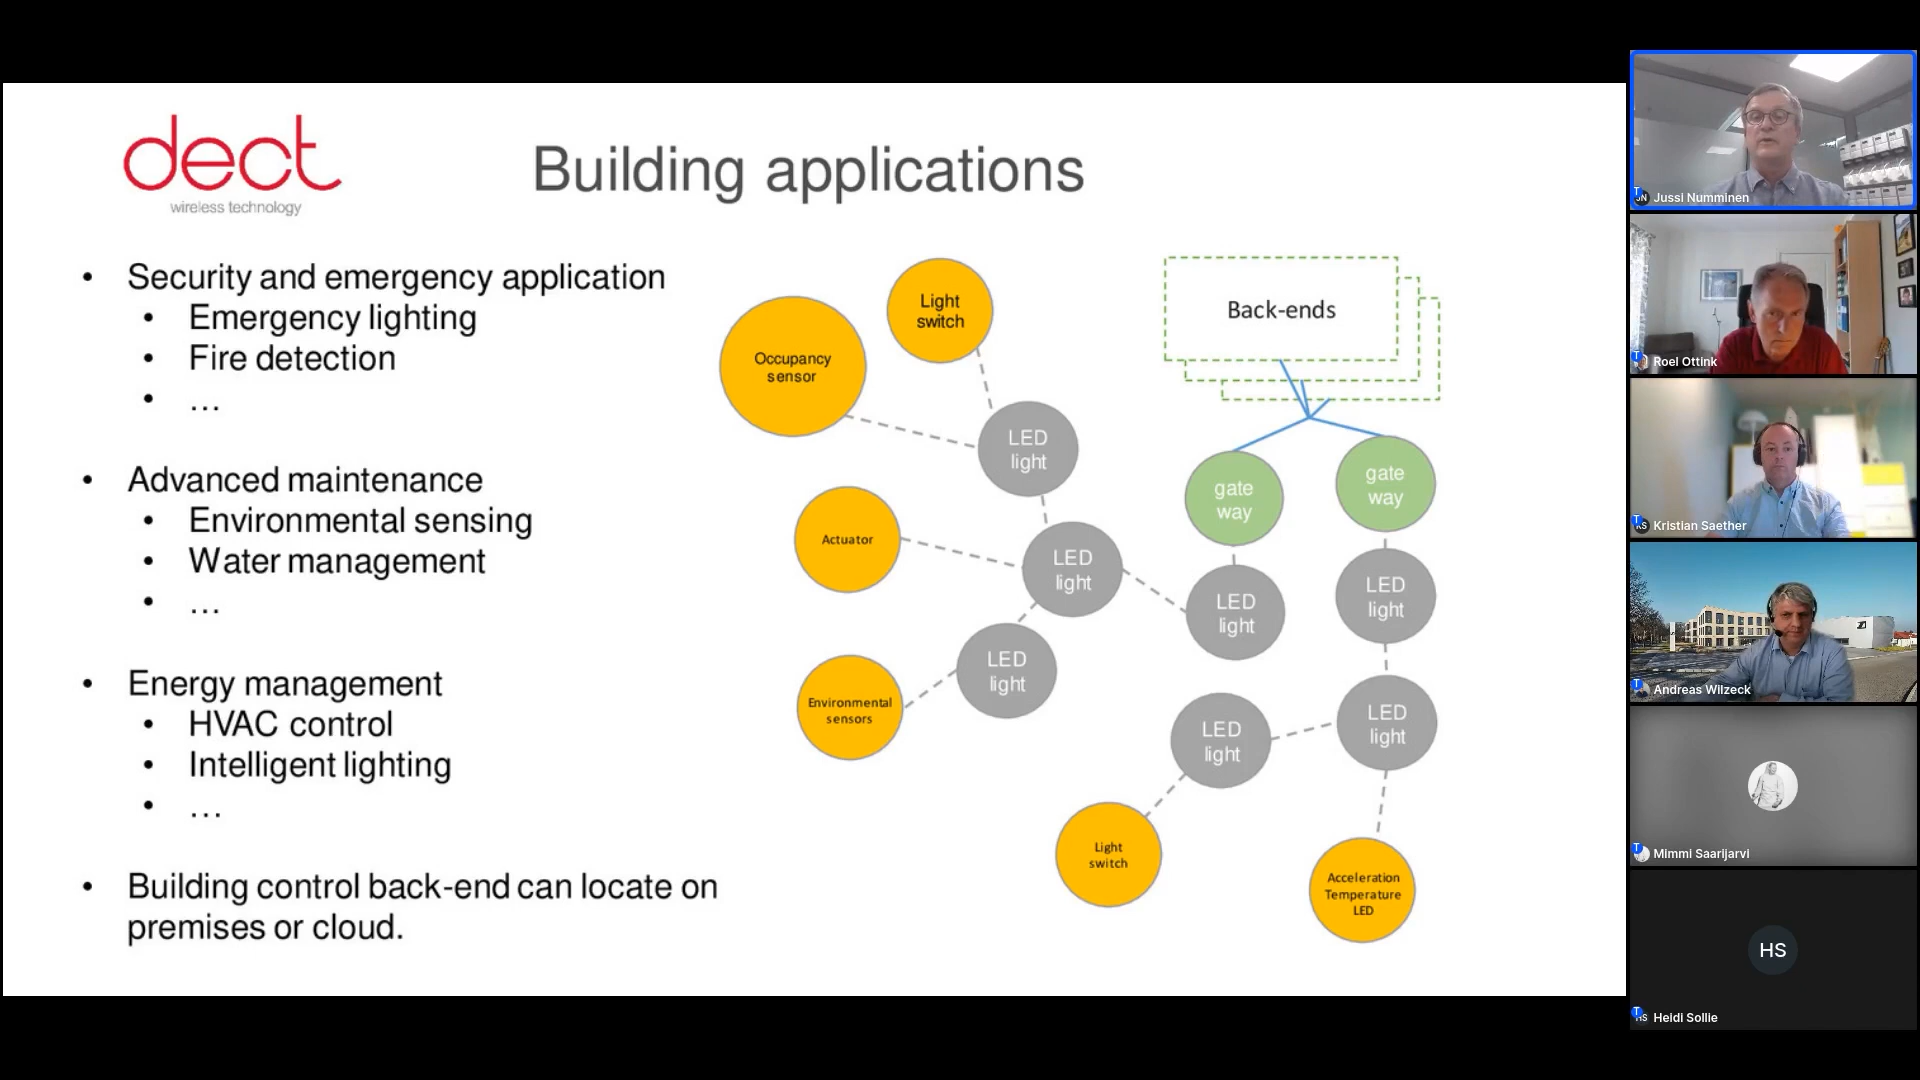 dect
wireless technology
Building applications
• Security and emergency application
• Emergency lighting
• Fire detection
• …
• Advanced maintenance
• Environmental sensing
• Water management
• …
• Energy management
• HVAC control
• Intelligent lighting
• …
• Building control back-end can locate on
premises or cloud.
Occupancy
sensor
Light
switch
LED
light
Actuator
LED
light
Environmental
sensors
LED
light
Back-ends
gate
way
gate
way
LED
light
LED
light
LED
light
LED
light
Light
switch
Acceleration
Temperature
LED
Jussi Numminen
Roel Ottink
Kristian Saether
Andreas Wilzeck
Mimmi Saarijarvi
HS
Heidi Sollie